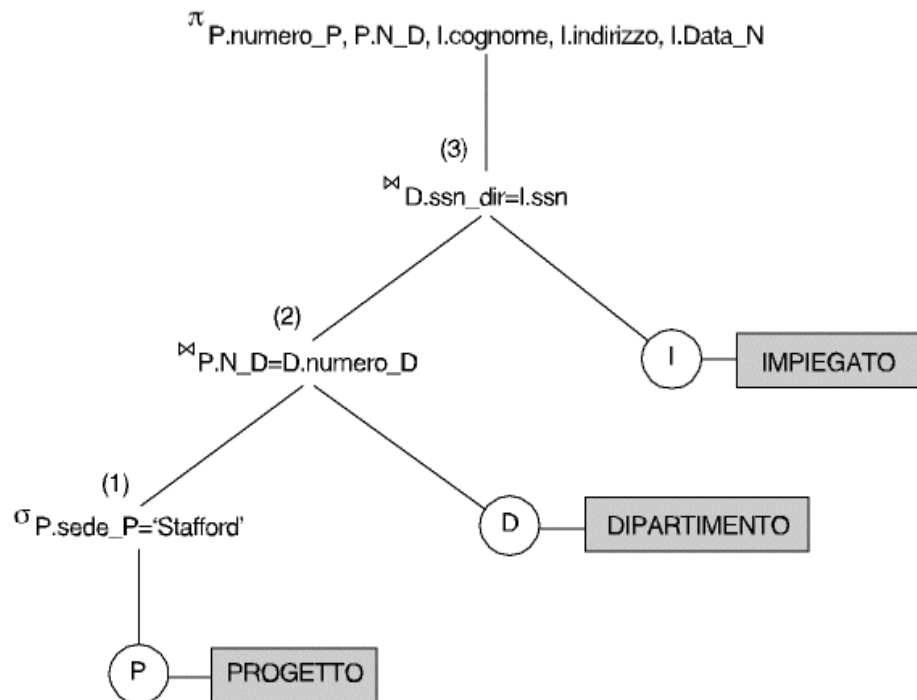 π P.numero_P, P.N_D, I.cognome, I.indirizzo, I.Data_N
(3)
⋈ D.ssn_dir=I.ssn
(2)
⋈ P.N_D=D.numero_D
I
IMPIEGATO
(1)
σ P.sede_P=‘Stafford’
D
DIPARTIMENTO
P
PROGETTO